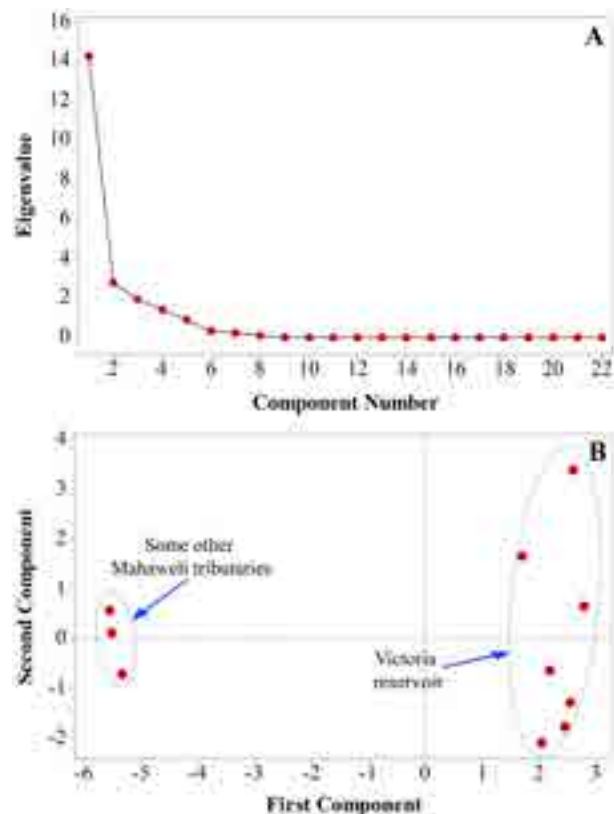 A
16
14
12
10
8
6
4
2
0
Eigenvalue
2 4 6 8 10 12 14 16 18 20 22
Component Number
B
4
3
2
1
0
-1
-2
Second Component
Some other
Mahaweli tributaries
Victoria
reservoir
-6 -5 -4 -3 -2 -1 0 1 2 3
First Component